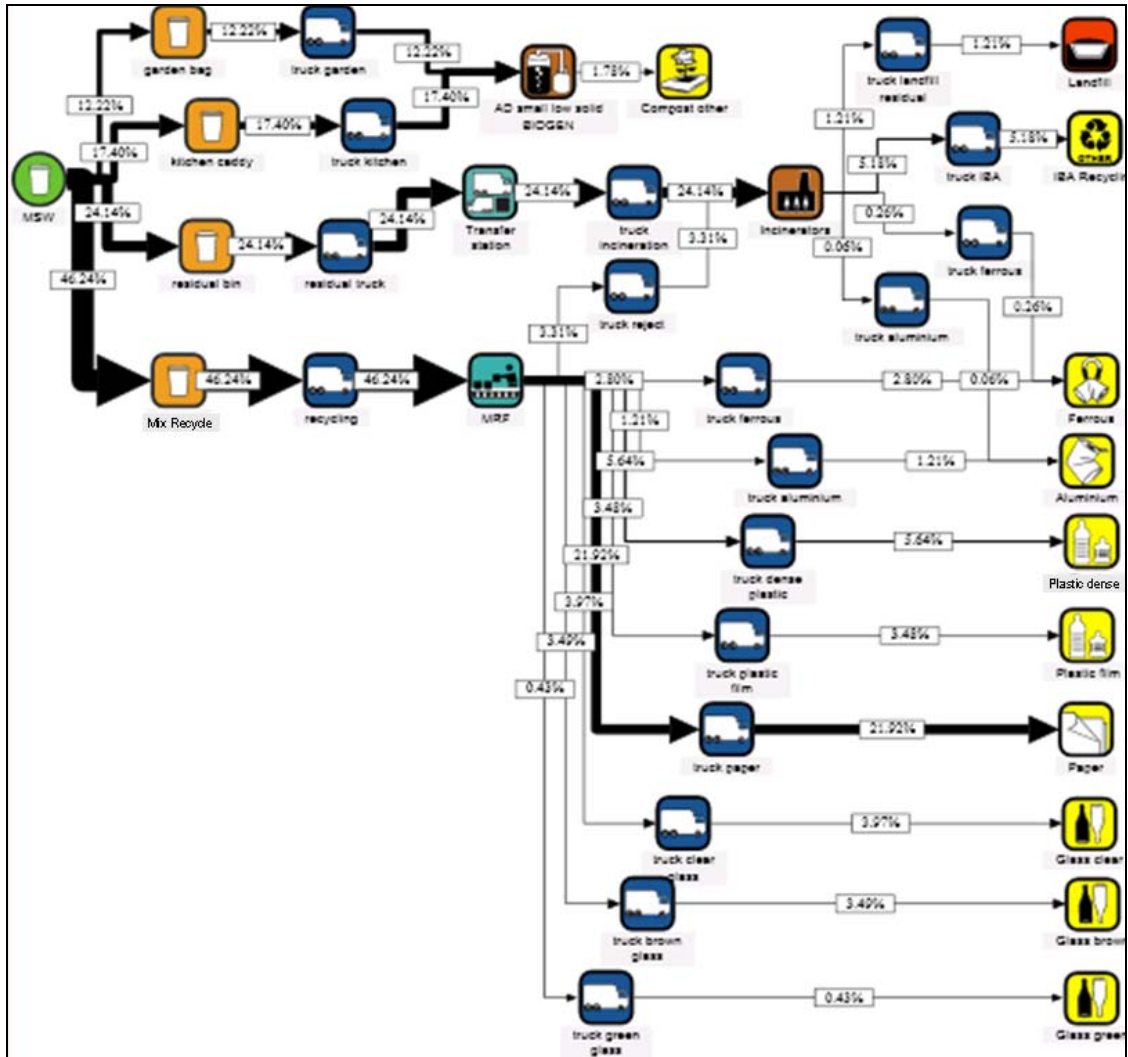 12.22%
12.22%
1.21%
garden bag
truck garden
truck landfill
residual
Landfill
12.22%
12.22%
17.40%
1.78%
AD small low solid
BIOGEN
Compost other
1.21%
17.40%
17.40%
kitchen caddy
truck kitchen
5.18%
5.18%
truck IBA
OTHER
IBA Recyclin
MSW
24.14%
24.14%
24.14%
24.14%
Transfer
station
truck
incineration
Incinerators
0.26%
24.14%
3.31%
0.06%
truck ferrous
residual bin
residual truck
46.24%
truck reject
3.31%
truck aluminium
0.26%
46.24%
46.24%
2.80%
2.80%
0.06%
Mix Recycle
recycling
MRF
truck ferrous
Ferrous
1.21%
5.64%
1.21%
truck aluminium
Aluminium
3.48%
5.64%
21.92%
truck dense
plastic
Plastic dense
3.97%
3.49%
3.48%
truck plastic
film
Plastic film
0.43%
21.92%
truck paper
Paper
3.97%
truck clear
glass
Glass clear
3.49%
truck brown
glass
Glass brown
0.43%
truck green
glass
Glass green